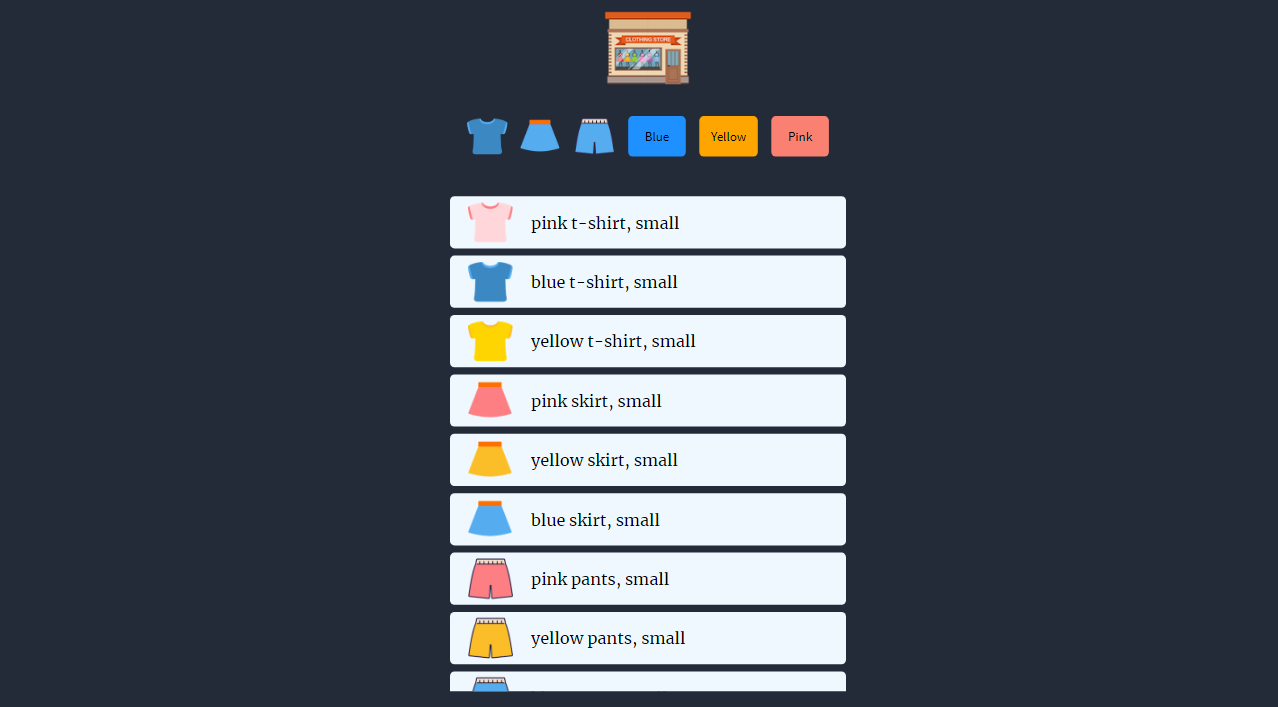 CLOTHING STORE
Blue
Yellow
Pink
pink t-shirt, small
blue t-shirt, small
yellow t-shirt, small
pink skirt, small
yellow skirt, small
blue skirt, small
pink pants, small
yellow pants, small